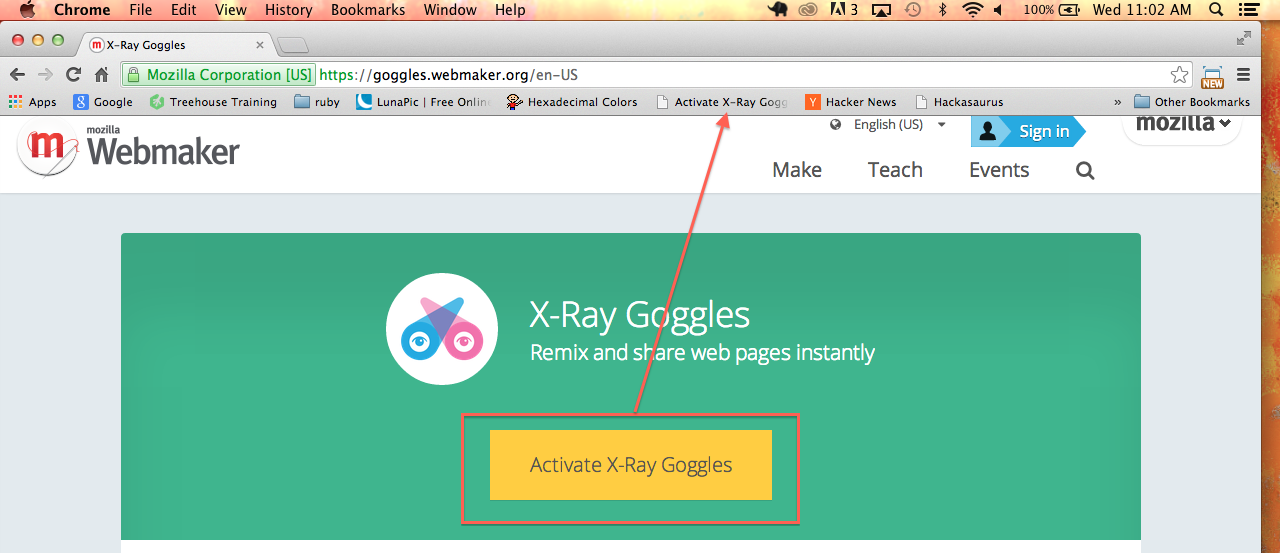 Chrome File Edit View History Bookmarks Window Help 3 100% Wed 11:02 AM
m X-Ray Goggles
Mozilla Corporation [US] https://goggles.webmaker.org/en-US NEW
Apps 8 Google Treehouse Training ruby LunaPic | Free Online Hexadecimal Colors Activate X-Ray Gogg Y Hacker News Hackasaurus » Other Bookmarks
m mozilla
Webmaker
English (US) Sign in mozilla
Make Teach Events
X-Ray Goggles
Remix and share web pages instantly
Activate X-Ray Goggles